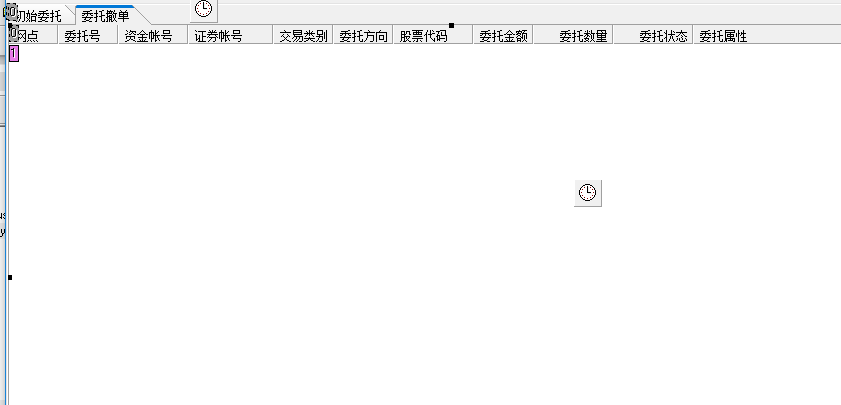 初始委托 委托撤单
网点 委托号 资金帐号 证券帐号 交易类别 委托方向 股票代码 委托金额 委托数量 委托状态 委托属性
1